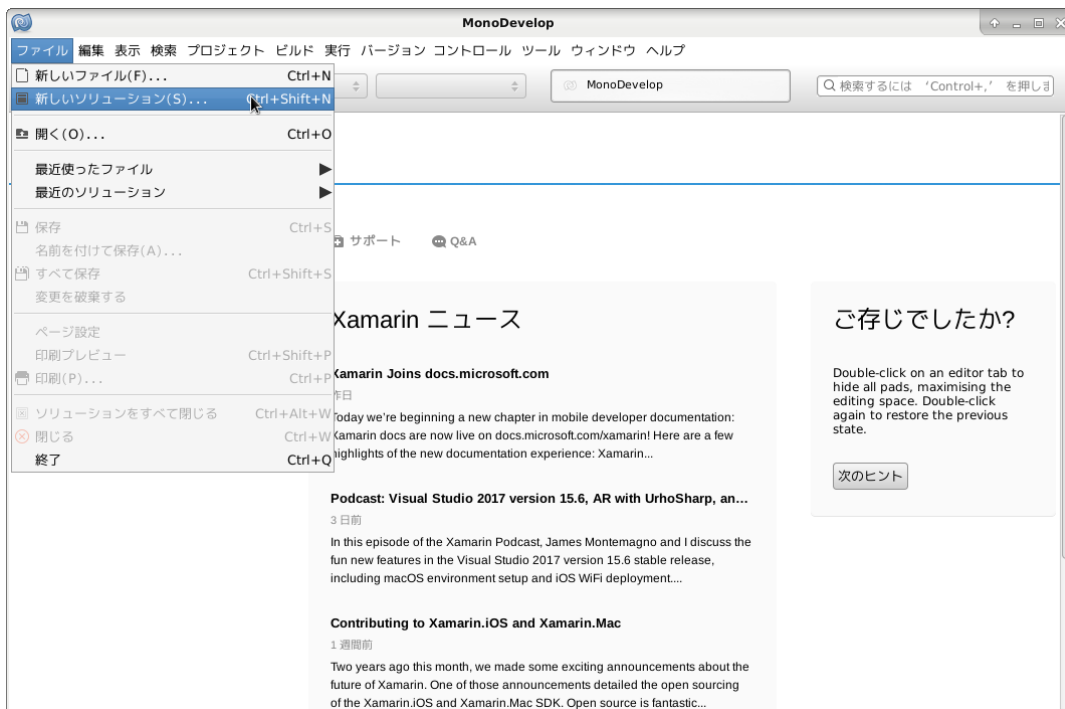 MonoDevelop
ファイル 編集 表示 検索 プロジェクト ビルド 実行 バージョン コントロール ツール ウィンドウ ヘルプ
新しいファイル(F)... Ctrl+N
新しいソリューション(S)... Ctrl+Shift+N
MonoDevelop
検索するには 'Control+,' を押しま
開く(O)... Ctrl+O
最近使ったファイル
最近のソリューション
保存 Ctrl+S
名前を付けて保存(A)...
すべて保存 Ctrl+Shift+S
変更を破棄する
ページ設定
印刷プレビュー Ctrl+Shift+P
印刷(P)... Ctrl+P
ソリューションをすべて閉じる Ctrl+Alt+W
閉じる Ctrl+W
終了 Ctrl+Q
サポート Q&A
Xamarin ニュース
Xamarin Joins docs.microsoft.com
昨日
Today we're beginning a new chapter in mobile developer documentation:
Xamarin docs are now live on docs.microsoft.com/xamarin! Here are a few
highlights of the new documentation experience: Xamarin...
Podcast: Visual Studio 2017 version 15.6, AR with UrhoSharp, an...
3 日前
In this episode of the Xamarin Podcast, James Montemagno and I discuss the
fun new features in the Visual Studio 2017 version 15.6 stable release,
including macOS environment setup and iOS WiFi deployment....
Contributing to Xamarin.iOS and Xamarin.Mac
1 週間前
Two years ago this month, we made some exciting announcements about the
future of Xamarin. One of those announcements detailed the open sourcing
of the Xamarin.iOS and Xamarin.Mac SDK. Open source is fantastic...
ご存じでしたか?
Double-click on an editor tab to
hide all pads, maximising the
editing space. Double-click
again to restore the previous
state.
次のヒント